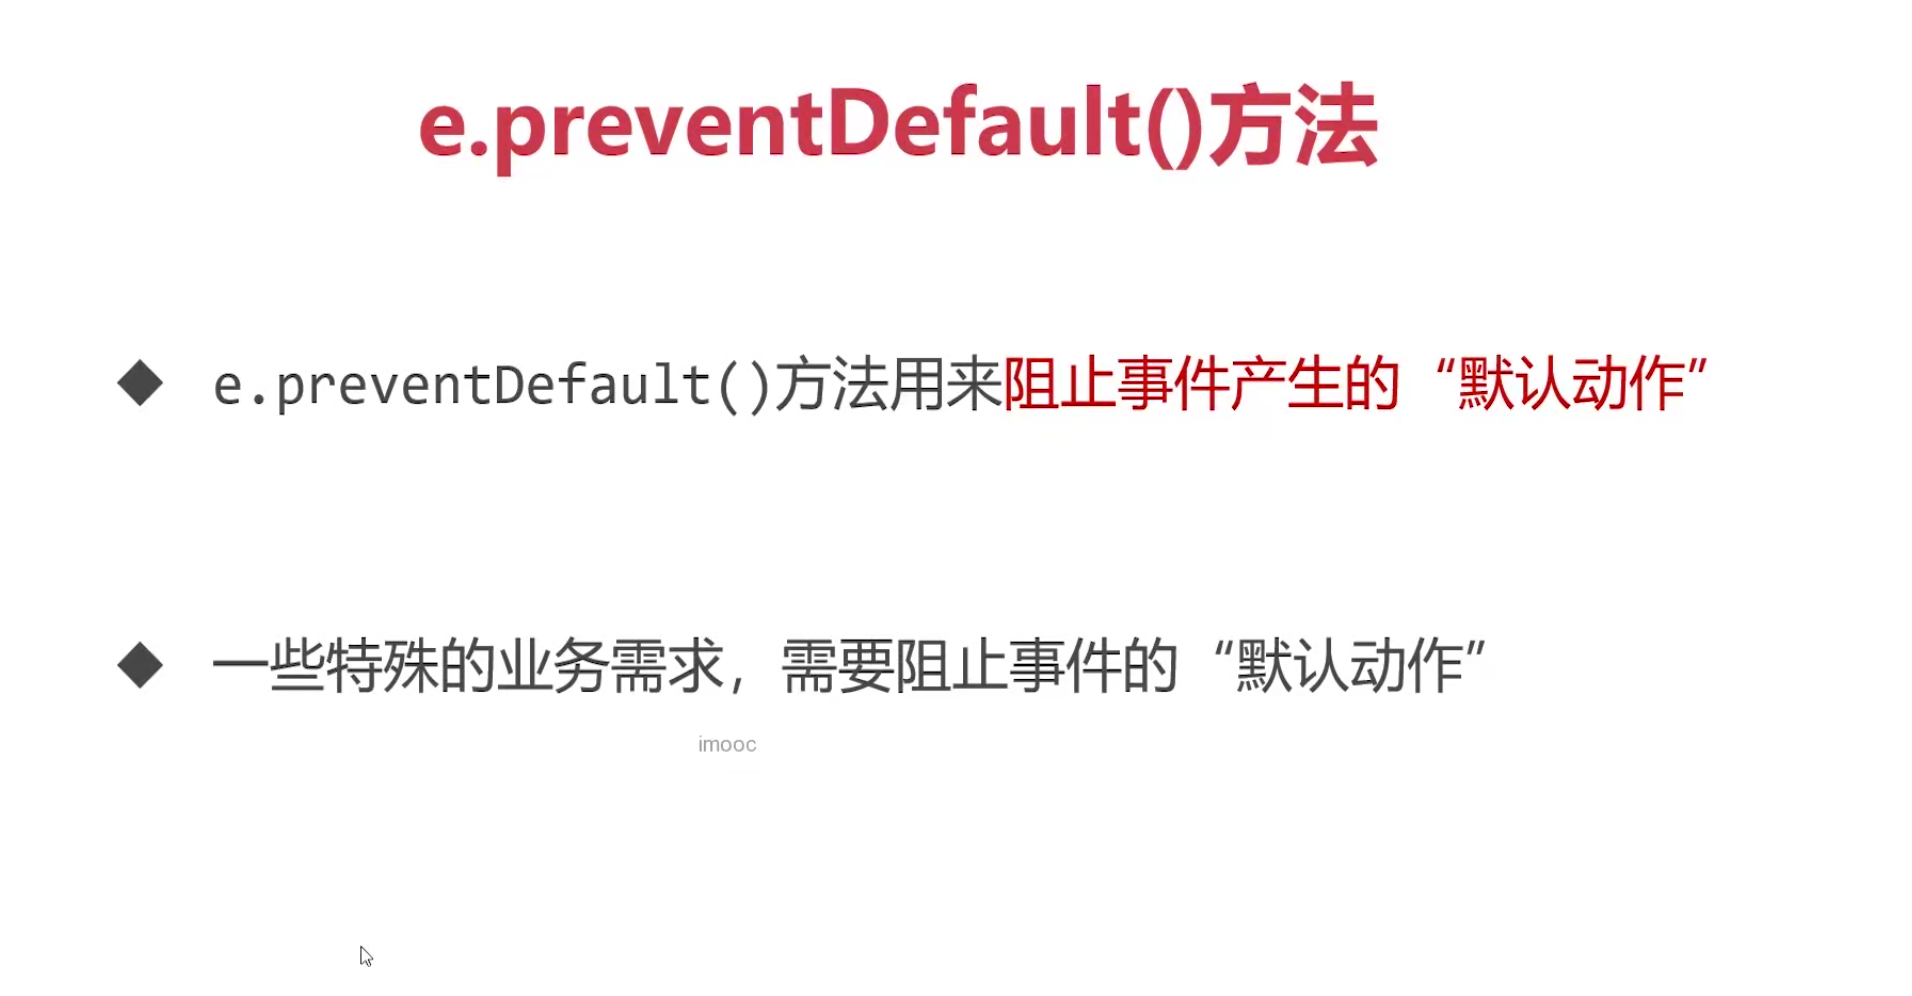 e.preventDefault()方法
e.preventDefault()方法用来阻止事件产生的“默认动作”
一些特殊的业务需求，需要阻止事件的“默认动作”
imooc